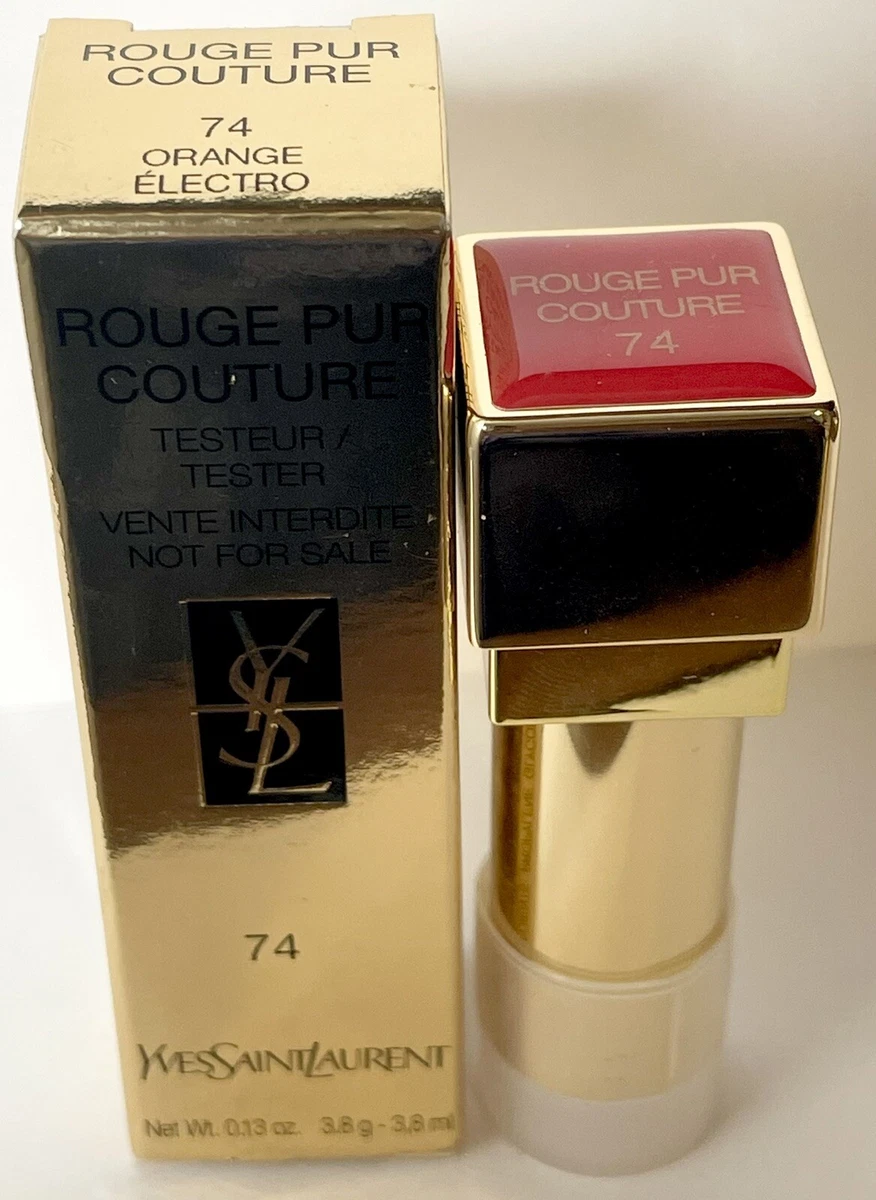 ROUGE PUR
COUTURE
74
ORANGE
ÉLECTRO
ROUGE PUR
COUTURE
TESTEUR /
TESTER
VENTE INTERDITE
NOT FOR SALE
YSL
74
YVESSAINTLAURENT
Net Wt. 0.13 oz. 3.8 g - 3,8 ml
ROUGE PUR
COUTURE
74